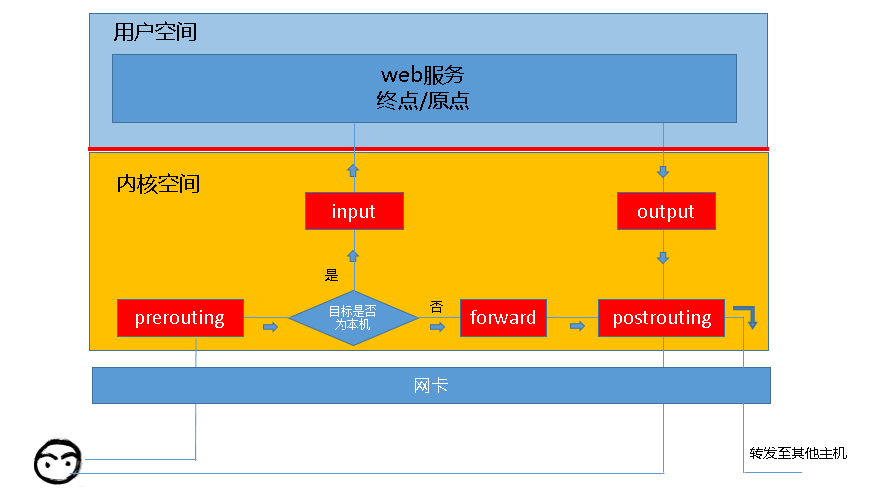 用户空间
web服务
终点/原点
内核空间
input
output
是
prerouting
目标是否
为本机
否
forward
postrouting
网卡
转发至其他主机